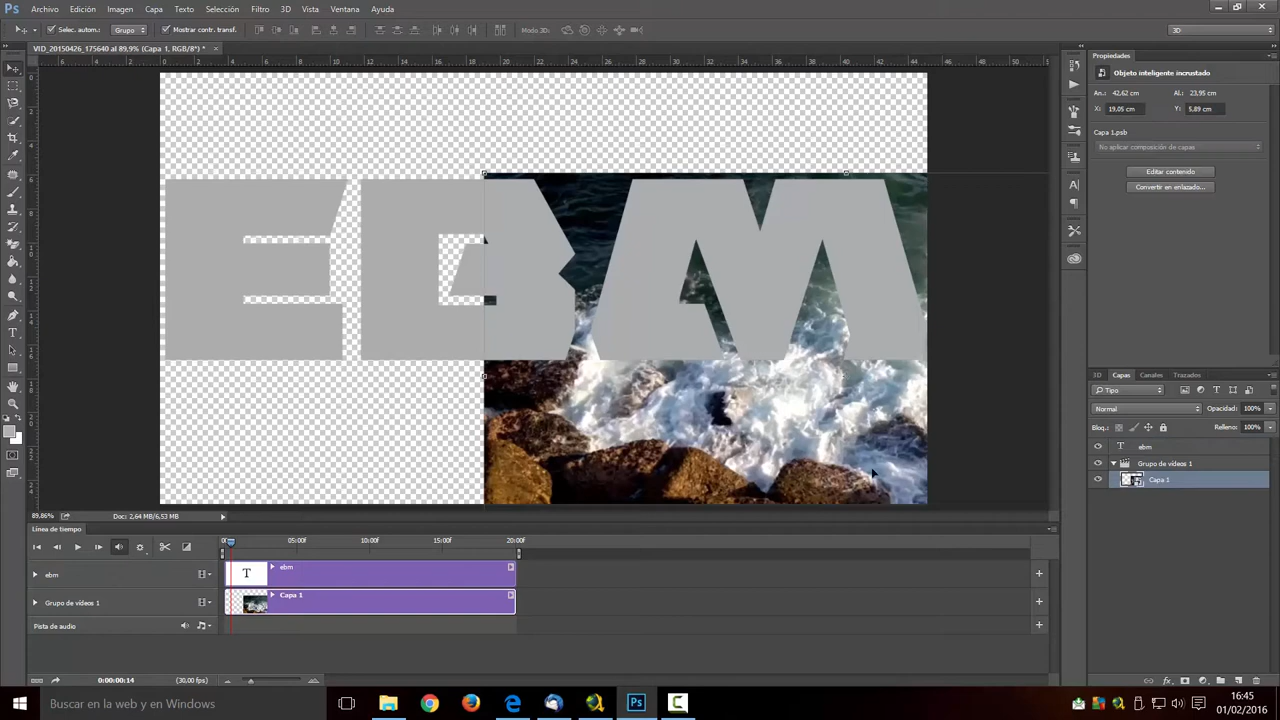 Ps Archivo Edición Imagen Capa Texto Selección Filtro 3D Vista Ventana Ayuda
Selec. autom.: Grupo Mostrar contr. transf. Modo 3D: 3D
VID_20150426_175640 al 89,9% (Capa 1, RGB/8*) * ×
EBM
Propiedades
Objeto inteligente incrustado
An.: 42,62 cm Al.: 23,95 cm
X: 19,05 cm Y: 5,89 cm
Capa 1.psb
No aplicar composición de capas
Editar contenido
Convertir en enlazado...
3D Capas Canales Trazados
Tipo
Normal Opacidad: 100%
Bloq.: Relleno: 100%
T ebm
Grupo de vídeos 1
Capa 1
89,86% Doc: 2,64 MB/6,53 MB
Línea de tiempo
05:00f 10:00f 15:00f 20:00f
ebm T ebm
Grupo de vídeos 1 Capa 1
Pista de audio
0:00:00:14 (30,00 fps)
Buscar en la web y en Windows
Ps C
16:45
01/02/2016